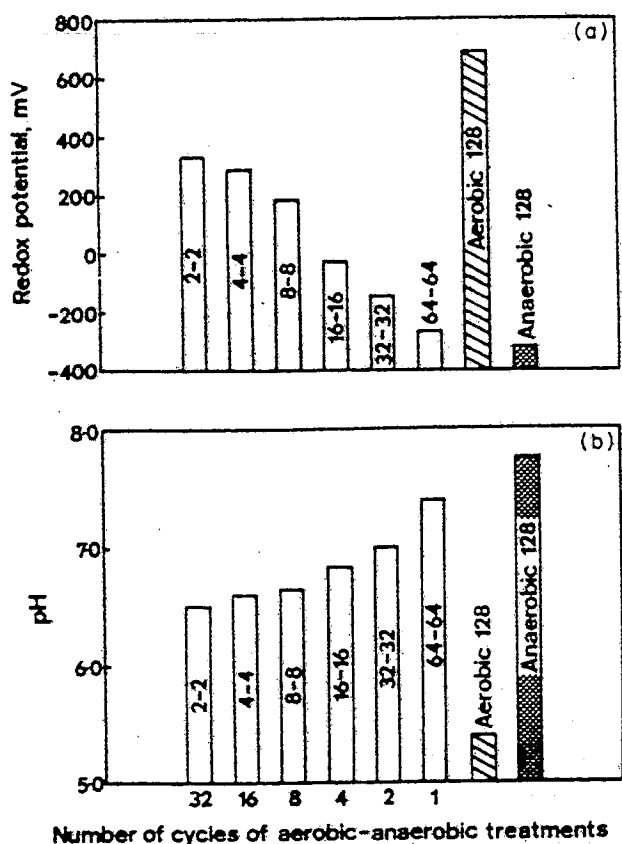 (a)
Redox potential, mV
800
600
400
200
0
-200
-400
2-2
4-4
8-8
16-16
32-32
64-64
Aerobic 128
Anaerobic 128
(b)
pH
8·0
7·0
6·0
5·0
2-2
4-4
8-8
16-16
32-32
64-64
Aerobic 128
Anaerobic 128
32 16 8 4 2 1
Number of cycles of aerobic-anaerobic treatments